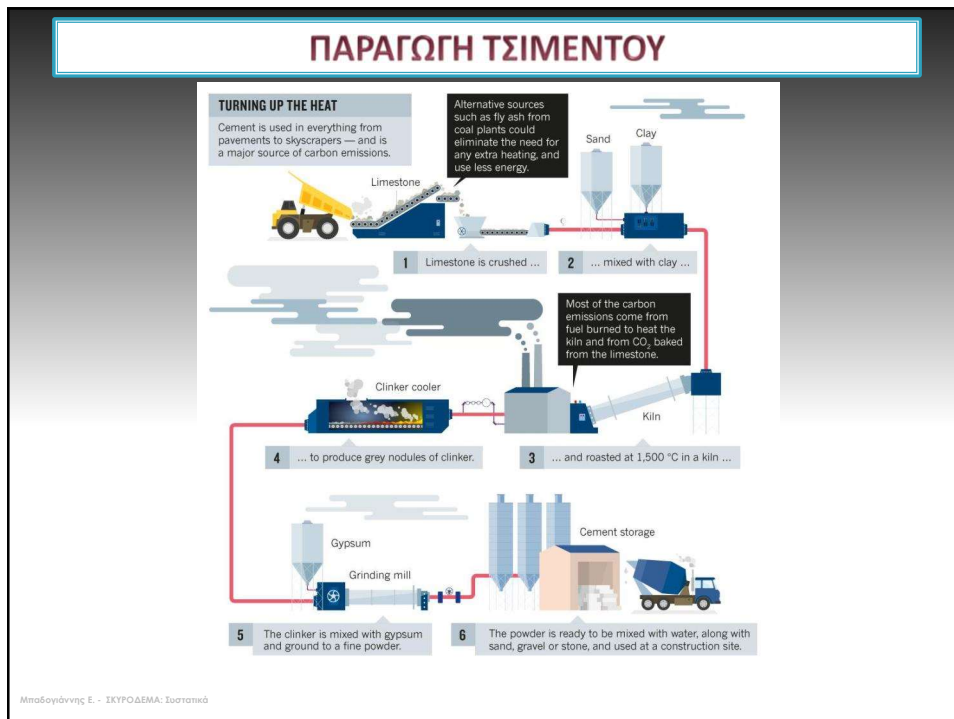 ΠΑΡΑΓΩΓΗ ΤΣΙΜΕΝΤΟΥ
TURNING UP THE HEAT
Cement is used in everything from
pavements to skyscrapers — and is
a major source of carbon emissions.
Alternative sources
such as fly ash from
coal plants could
eliminate the need for
any extra heating, and
use less energy.
Limestone
Sand
Clay
1 Limestone is crushed ...
2 ... mixed with clay ...
Most of the carbon
emissions come from
fuel burned to heat the
kiln and from CO₂ baked
from the limestone.
Clinker cooler
Kiln
4 ... to produce grey nodules of clinker.
3 ... and roasted at 1,500 °C in a kiln ...
Gypsum
Grinding mill
Cement storage
5 The clinker is mixed with gypsum
and ground to a fine powder.
6 The powder is ready to be mixed with water, along with
sand, gravel or stone, and used at a construction site.
Μπαδογιάννης Ε. - ΣΚΥΡΟΔΕΜΑ: Συστατικά